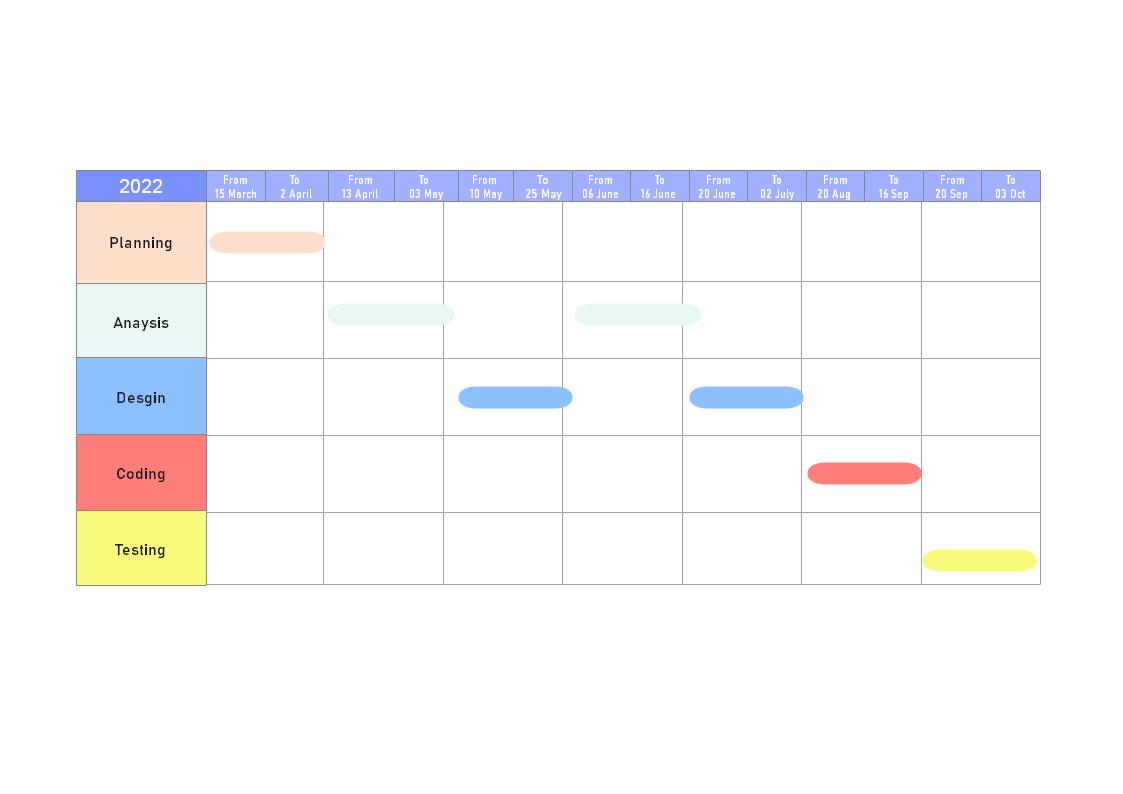 2022
From To From To From To From To From To From To From To
15 March 2 April 13 April 03 May 10 May 25 May 06 June 16 June 20 June 02 July 20 Aug 16 Sep 20 Sep 03 Oct
Planning
Anaysis
Desgin
Coding
Testing